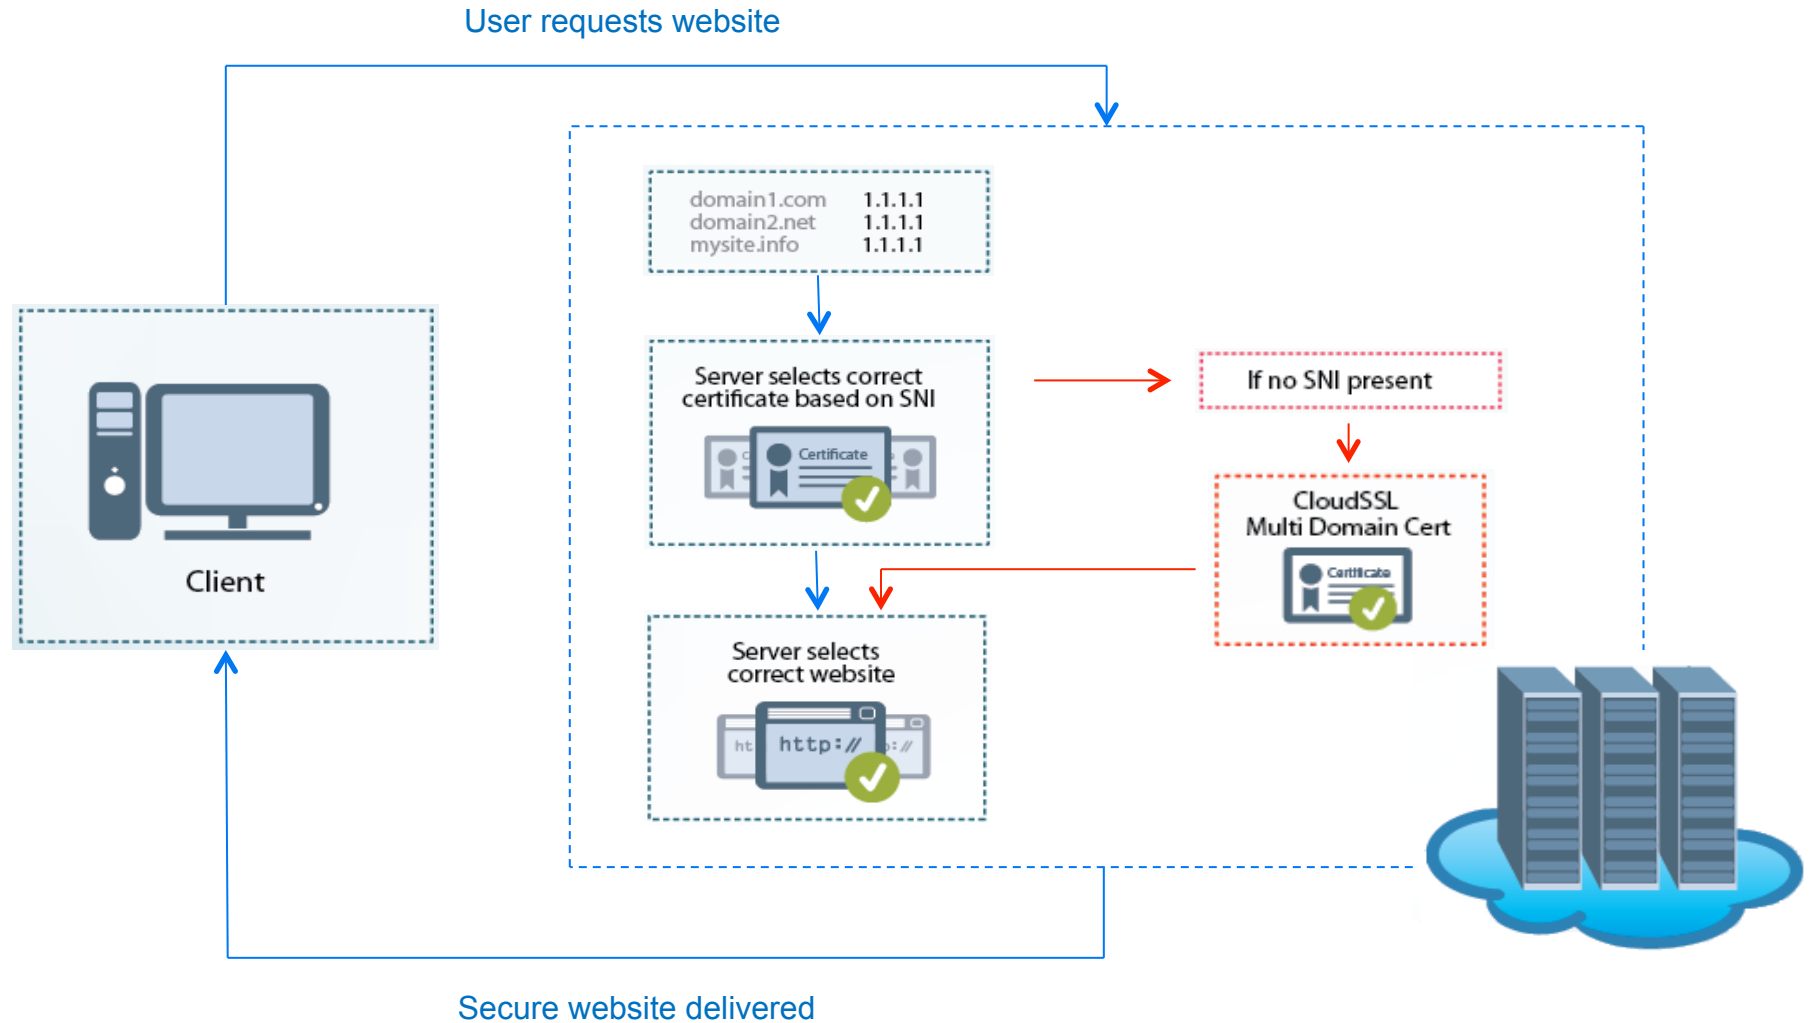 User requests website
domain1.com 1.1.1.1
domain2.net 1.1.1.1
mysite.info 1.1.1.1
Server selects correct
certificate based on SNI
Certificate
If no SNI present
CloudSSL
Multi Domain Cert
Certificate
Client
Server selects
correct website
http://
Secure website delivered